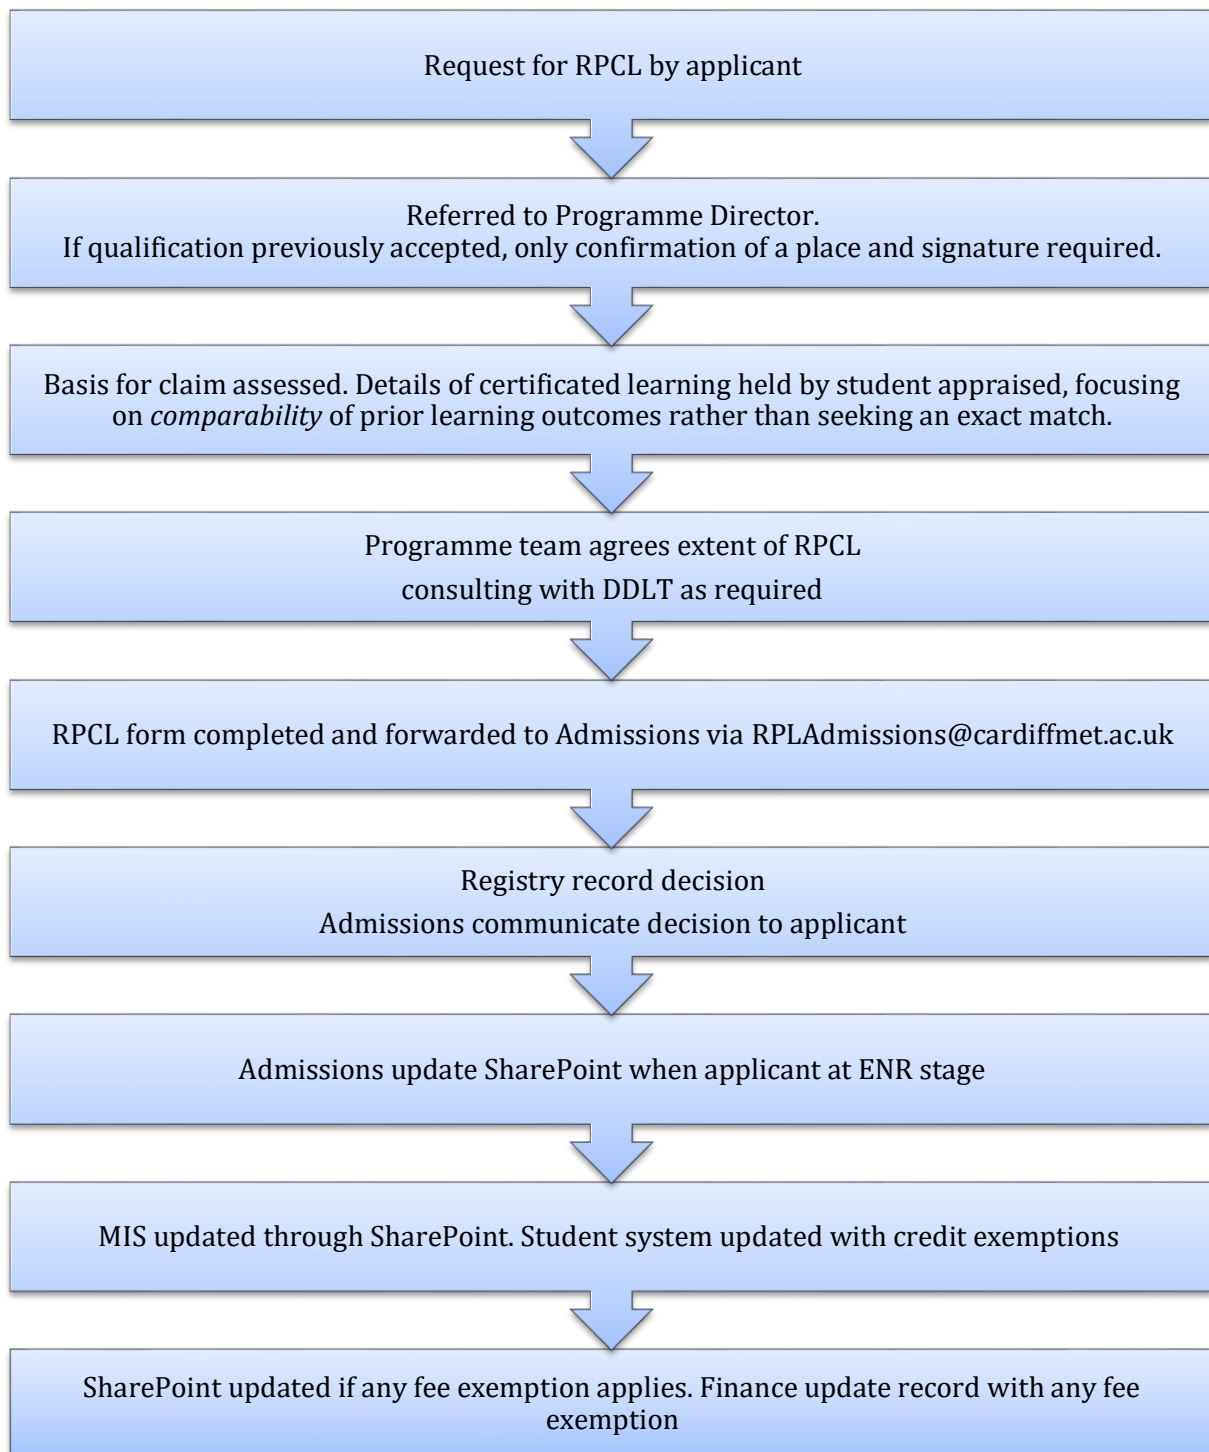 Request for RPCL by applicant
Referred to Programme Director.
If qualification previously accepted, only confirmation of a place and signature required.
Basis for claim assessed. Details of certificated learning held by student appraised, focusing
on comparability of prior learning outcomes rather than seeking an exact match.
Programme team agrees extent of RPCL
consulting with DDLT as required
RPCL form completed and forwarded to Admissions via RPLAdmissions@cardiffmet.ac.uk
Registry record decision
Admissions communicate decision to applicant
Admissions update SharePoint when applicant at ENR stage
MIS updated through SharePoint. Student system updated with credit exemptions
SharePoint updated if any fee exemption applies. Finance update record with any fee
exemption